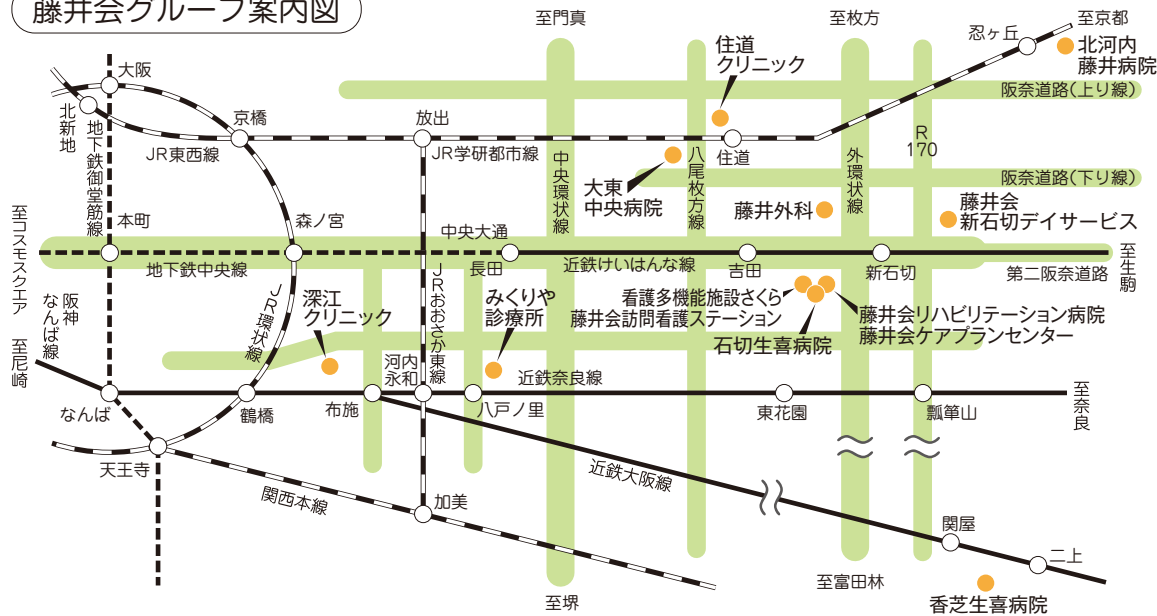 藤井会グループ案内図
至門真
至枚方
至京都
忍ヶ丘
北河内
藤井病院
住道
クリニック
大阪
阪奈道路(上り線)
北新地
地下鉄御堂筋線
京橋
放出
R
170
JR東西線
JR学研都市線
中央環状線
八尾枚方線
住道
外環状線
大東
中央病院
阪奈道路(下り線)
藤井外科
藤井会
新石切デイサービス
至コスモスクエア
本町
森ノ宮
中央大通
地下鉄中央線
長田
近鉄けいはんな線
吉田
新石切
第二阪奈道路
至生駒
阪神
なんば線
JR環状線
深江
クリニック
JRおおさか東線
みくりや
診療所
看護多機能施設さくら
藤井会訪問看護ステーション
石切生喜病院
藤井会リハビリテーション病院
藤井会ケアプランセンター
至尼崎
河内
永和
近鉄奈良線
なんば
鶴橋
布施
八戸ノ里
東花園
瓢箪山
至奈良
天王寺
関西本線
加美
近鉄大阪線
関屋
二上
至富田林
至堺
香芝生喜病院